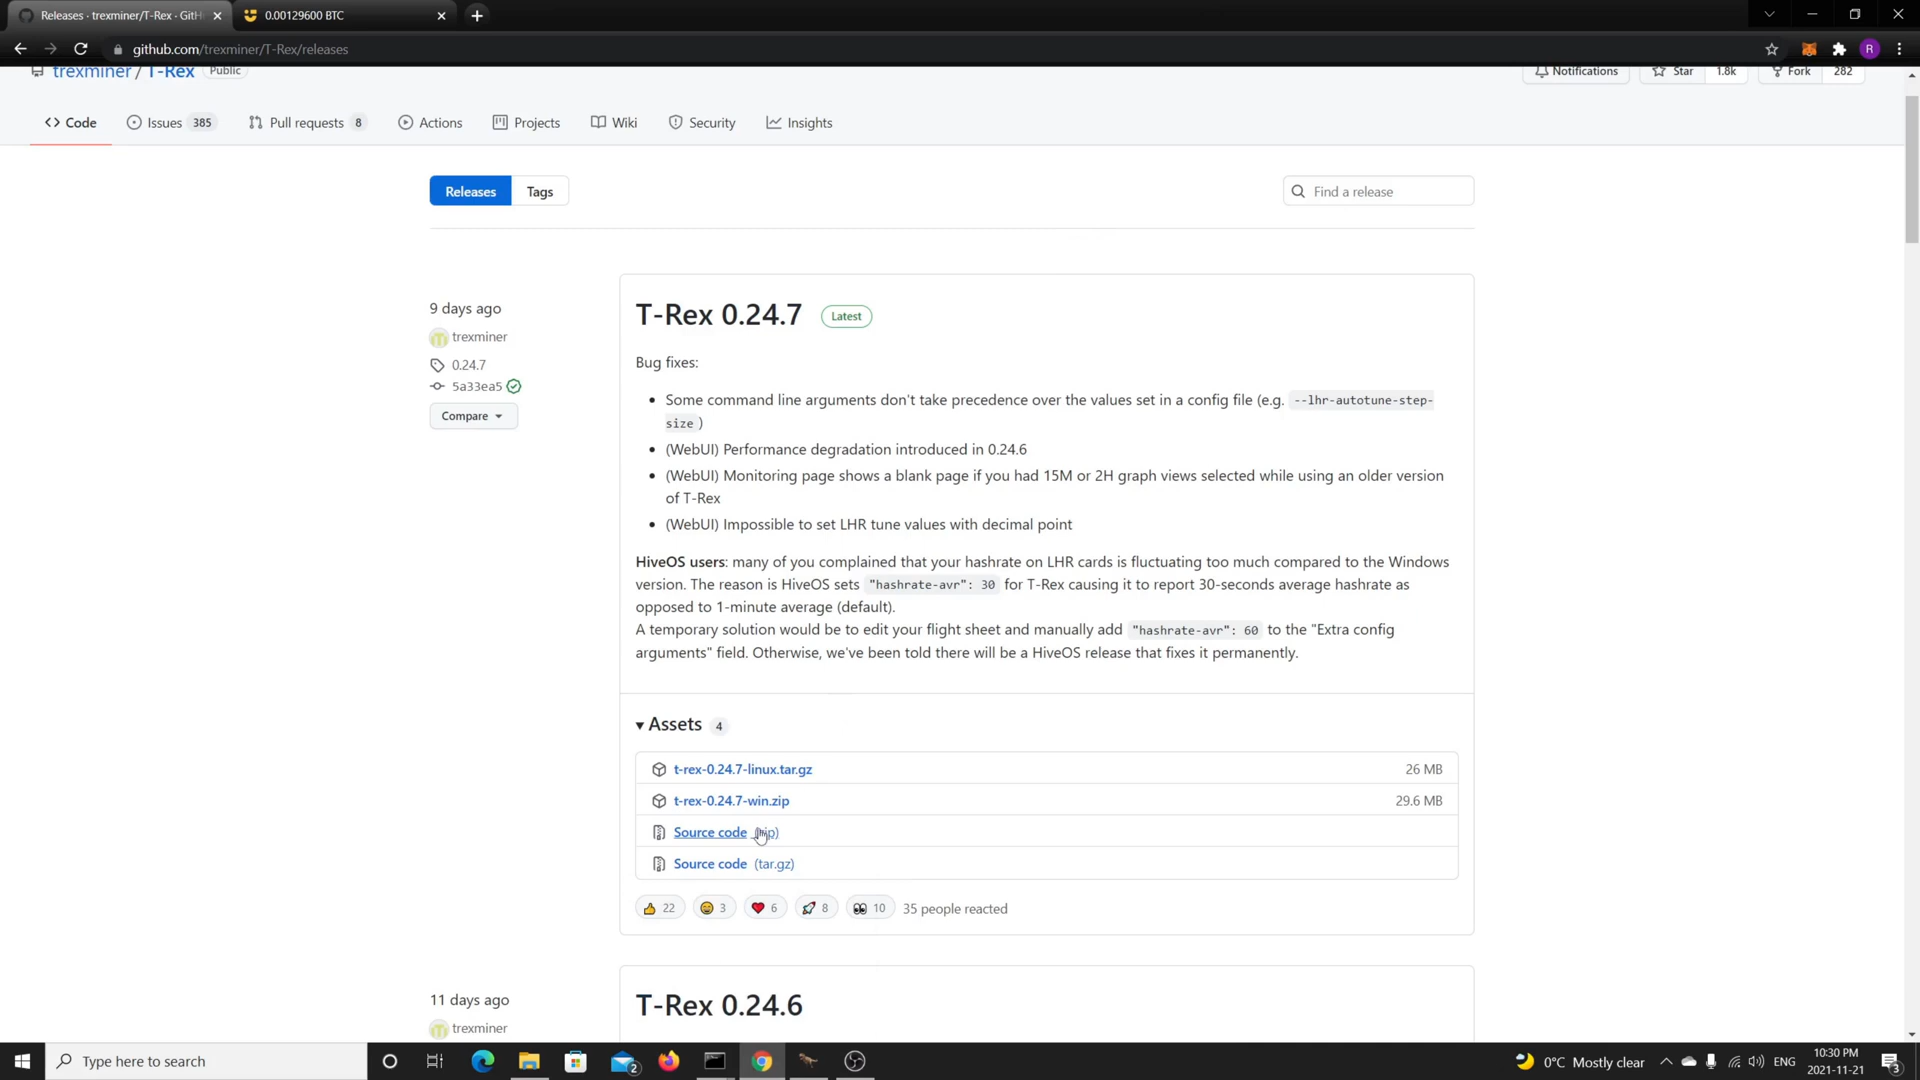 Releases · trexminer/T-Rex · GitH
0.00129600 BTC
github.com/trexminer/T-Rex/releases
R
trexminer / T-Rex Public
Notifications
Star 1.8k
Fork 282
Code
Issues 385
Pull requests 8
Actions
Projects
Wiki
Security
Insights
Releases
Tags
Find a release
9 days ago
trexminer
0.24.7
5a33ea5
Compare
T-Rex 0.24.7 Latest
Bug fixes:
• Some command line arguments don't take precedence over the values set in a config file (e.g. --lhr-autotune-step-
size )
• (WebUI) Performance degradation introduced in 0.24.6
• (WebUI) Monitoring page shows a blank page if you had 15M or 2H graph views selected while using an older version
of T-Rex
• (WebUI) Impossible to set LHR tune values with decimal point
HiveOS users: many of you complained that your hashrate on LHR cards is fluctuating too much compared to the Windows
version. The reason is HiveOS sets "hashrate-avr": 30 for T-Rex causing it to report 30-seconds average hashrate as
opposed to 1-minute average (default).
A temporary solution would be to edit your flight sheet and manually add "hashrate-avr": 60 to the "Extra config
arguments" field. Otherwise, we've been told there will be a HiveOS release that fixes it permanently.
Assets 4
t-rex-0.24.7-linux.tar.gz 26 MB
t-rex-0.24.7-win.zip 29.6 MB
Source code
Source code (tar.gz)
22 3 6 8 10 35 people reacted
11 days ago
trexminer
T-Rex 0.24.6
Type here to search
2
0°C Mostly clear
ENG
10:30 PM
2021-11-21
3